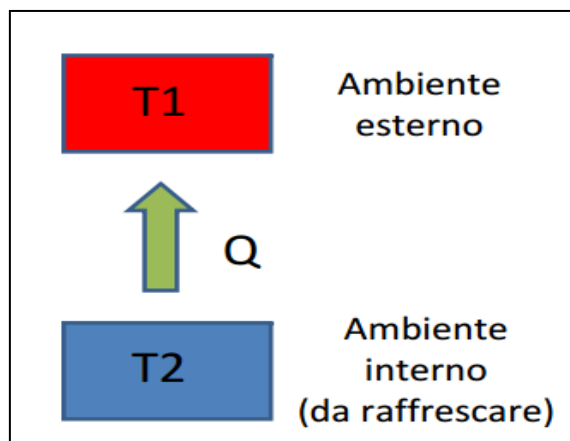 T1
Ambiente
esterno
Q
T2
Ambiente
interno
(da raffrescare)